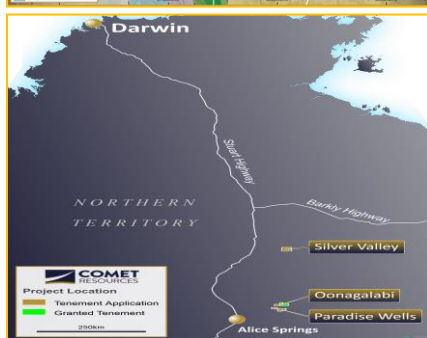 Darwin
Stuart Highway
NORTHERN
TERRITORY
Barkly Highway
Silver Valley
Oonagalabi
Paradise Wells
Alice Springs
COMET
RESOURCES
Project Location
Tenement Application
Granted Tenement
250km